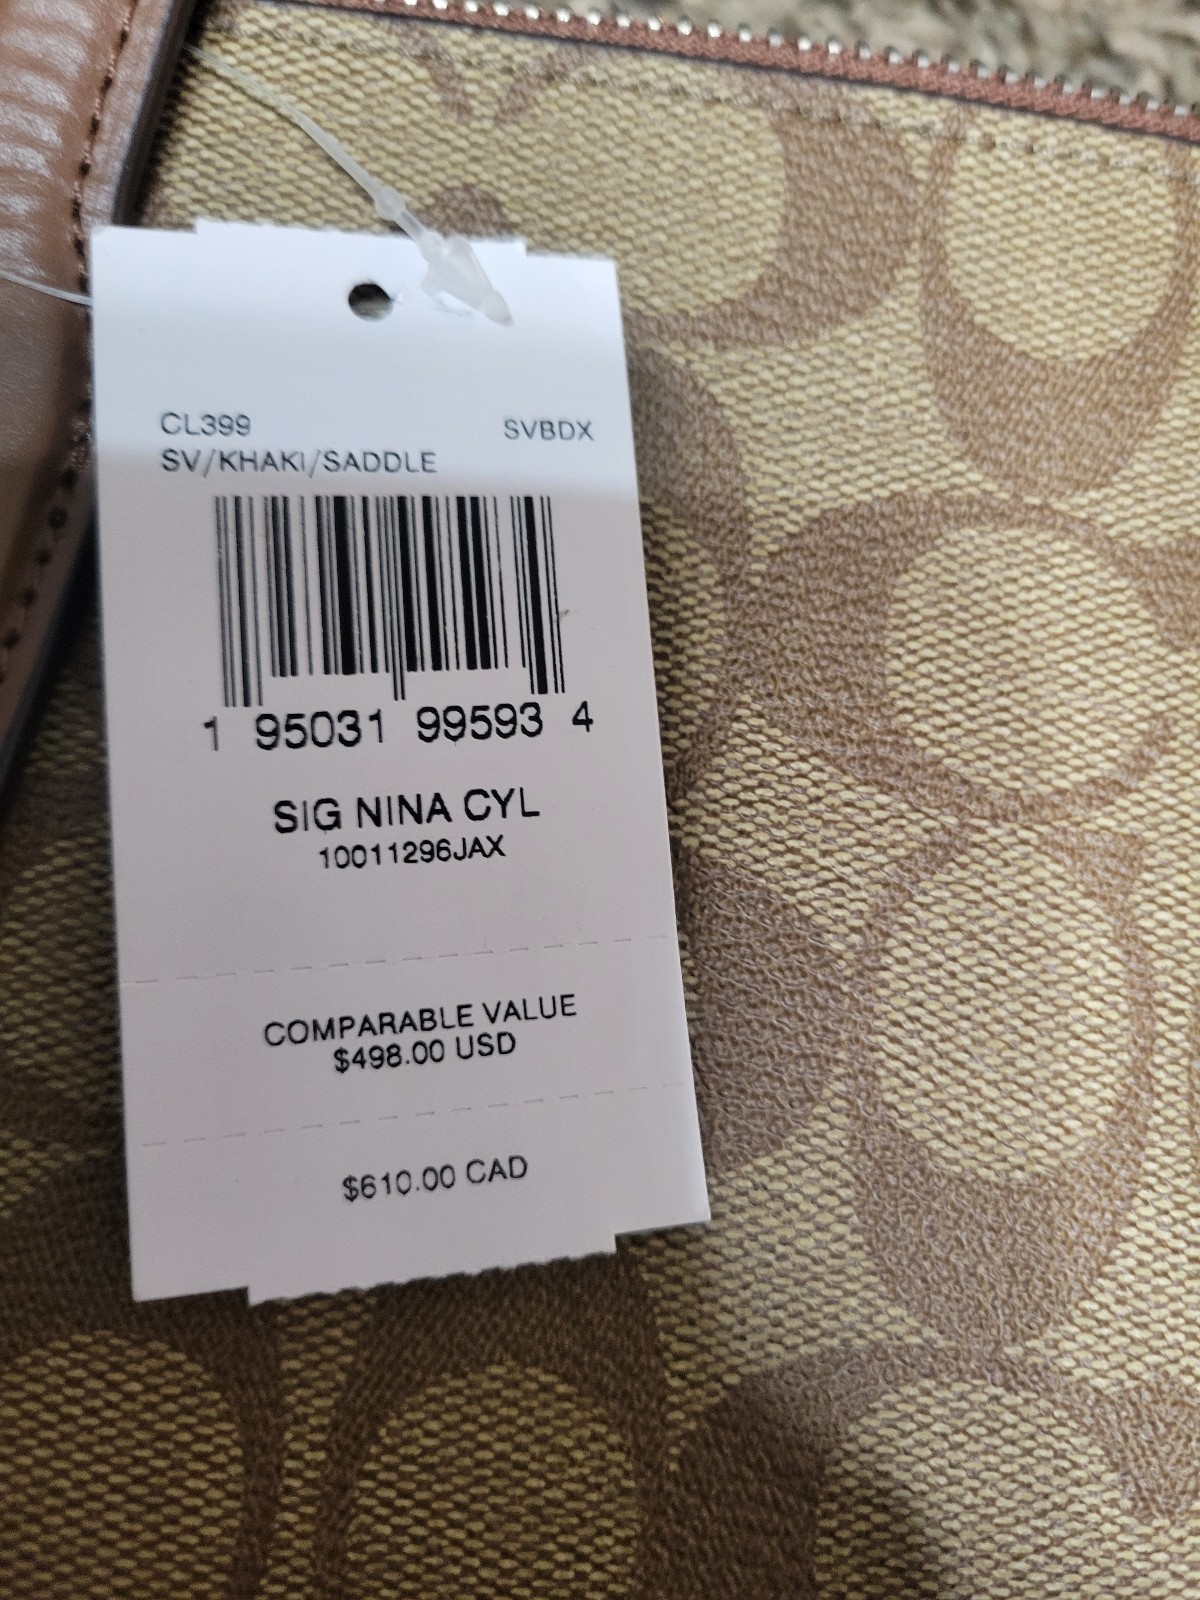 CL399 SVBDX
SV/KHAKI/SADDLE
1 95031 99593 4
SIG NINA CYL
10011296JAX
COMPARABLE VALUE
$498.00 USD
$610.00 CAD